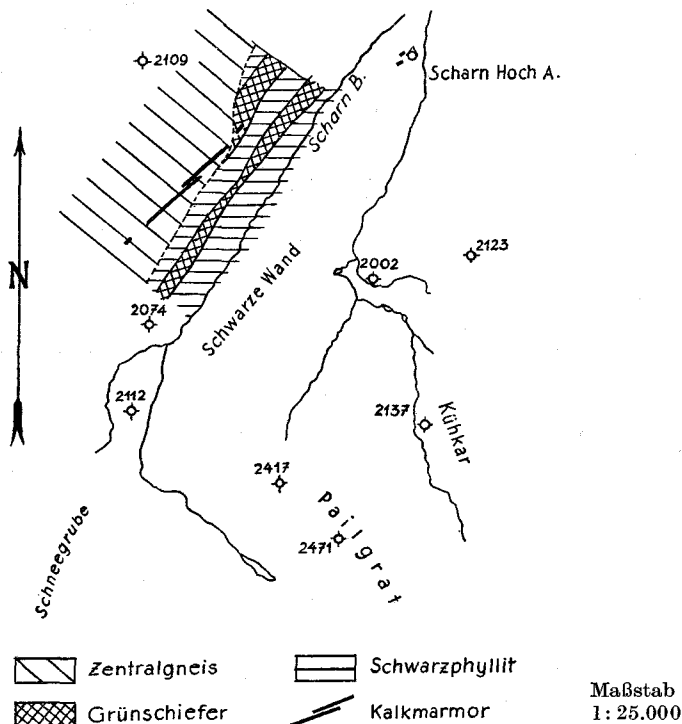 2109
Scharn Hoch A.
Scharn B.
N
2123
2002
Schwarze Wand
2074
2112
2137
Kühkar
2417
Pailgrat
2471
Schneegrube
Zentralgneis
Schwarzphyllit
Grünschiefer
Kalkmarmor
Maßstab
1:25.000